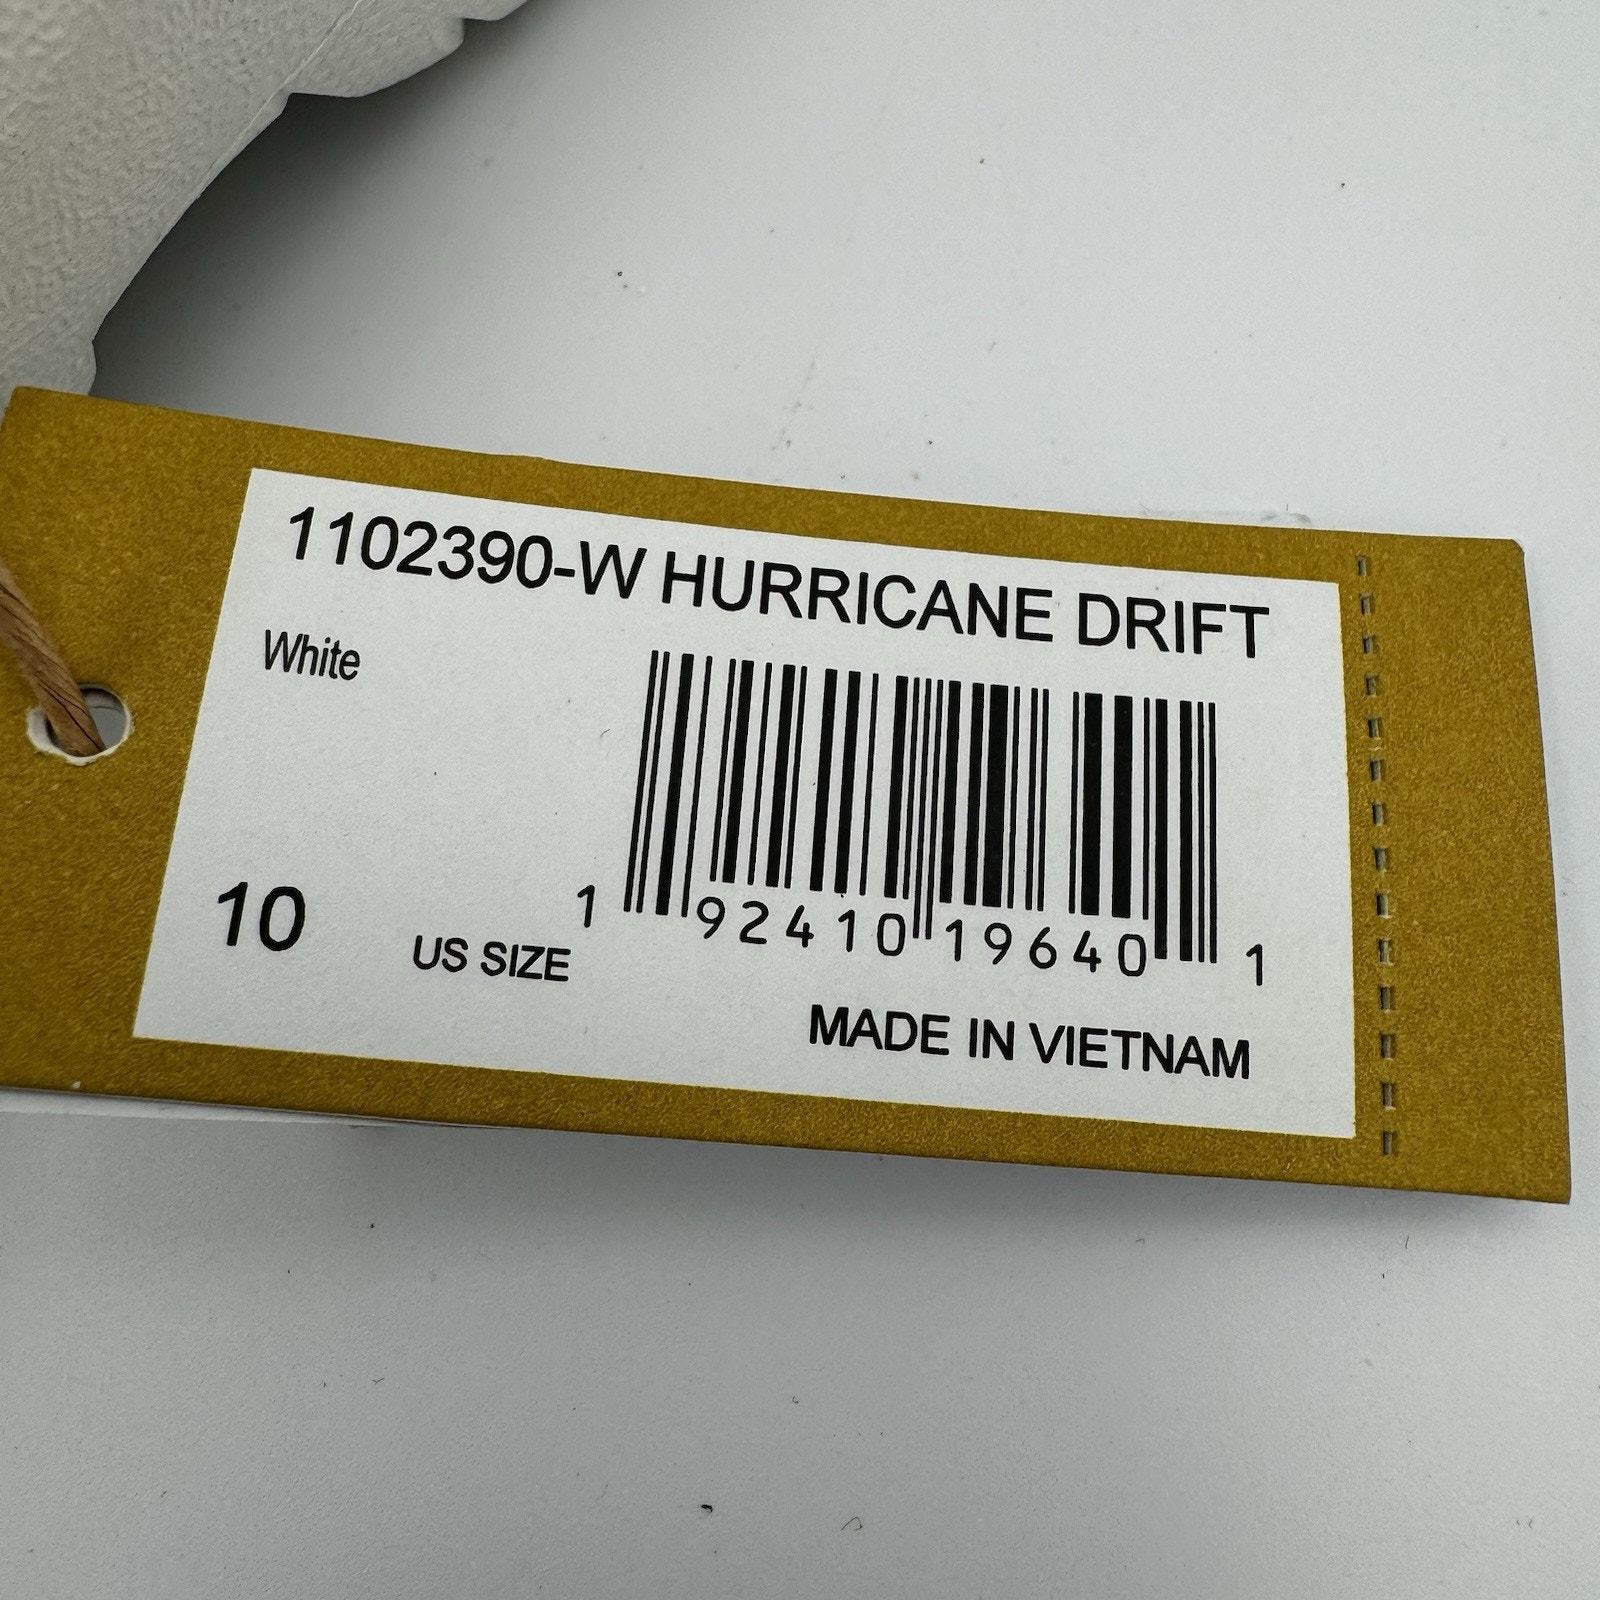 1102390-W HURRICANE DRIFT
White
10
US SIZE
1 92410 19640 1
MADE IN VIETNAM